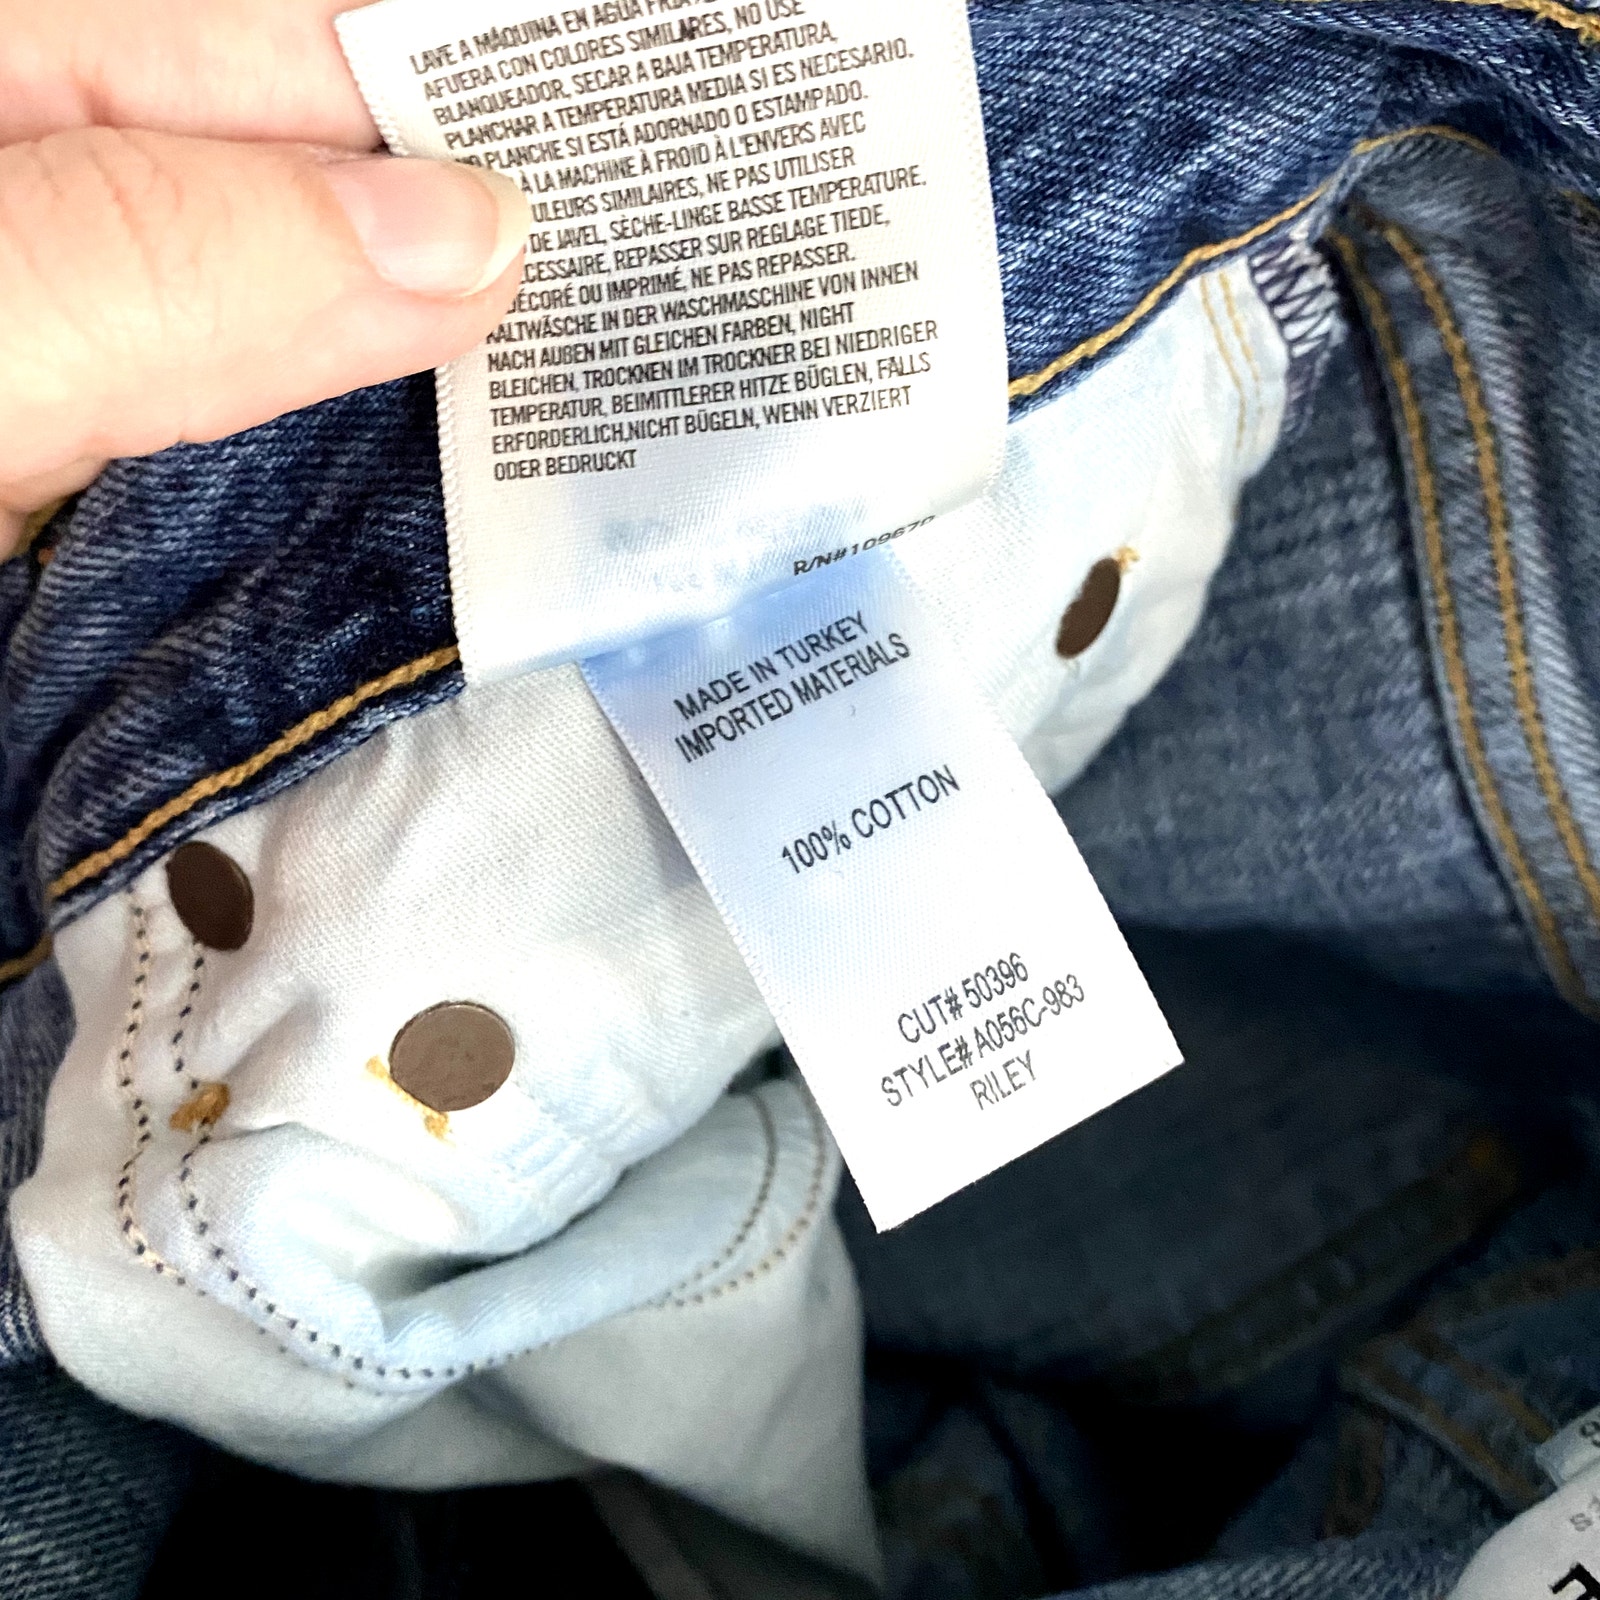 LAVE A MÁQUINA EN AGUA FRÍA
AFUERA CON COLORES SIMILARES, NO USE
BLANQUEADOR, SECAR A BAJA TEMPERATURA,
PLANCHAR A TEMPERATURA MEDIA SI ES NECESARIO.
NO PLANCHE SI ESTÁ ADORNADO O ESTAMPADO.
À LA MACHINE À FROID À L'ENVERS AVEC
ULEURS SIMILAIRES, NE PAS UTILISER
DE JAVEL, SÈCHE-LINGE BASSE TEMPERATURE.
ÉCESSAIRE, REPASSER SUR REGLAGE TIEDE,
DÉCORÉ OU IMPRIMÉ, NE PAS REPASSER.
KALTWÄSCHE IN DER WASCHMASCHINE VON INNEN
NACH AUßEN MIT GLEICHEN FARBEN, NIGHT
BLEICHEN, TROCKNEN IM TROCKNER BEI NIEDRIGER
TEMPERATUR, BEIMITTLERER HITZE BÜGLEN, FALLS
ERFORDERLICH,NICHT BÜGELN, WENN VERZIERT
ODER BEDRUCKT
R/N#109670
MADE IN TURKEY
IMPORTED MATERIALS
100% COTTON
CUT# 50396
STYLE# A056C-983
RILEY